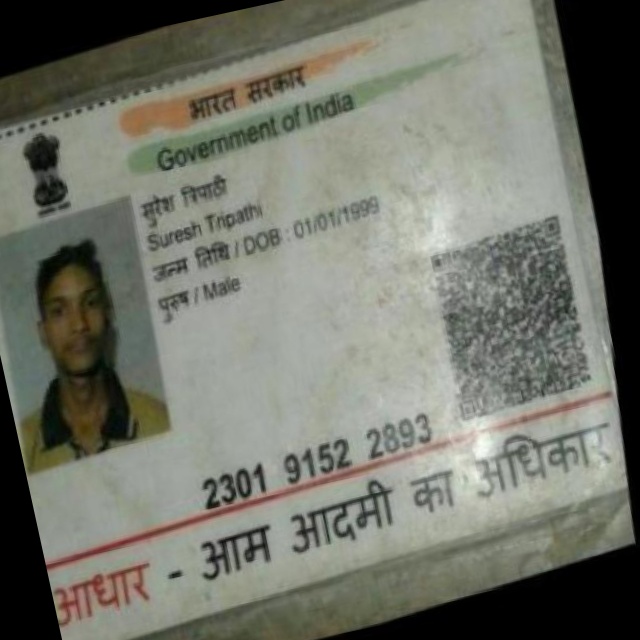 भारत सरकार
Government of India
सुरेश त्रिपाठी
Suresh Tripathi
जन्म तिथि / DOB : 01/01/1999
पुरुष / Male
2301 9152 2893
आधार - आम आदमी का अधिकार